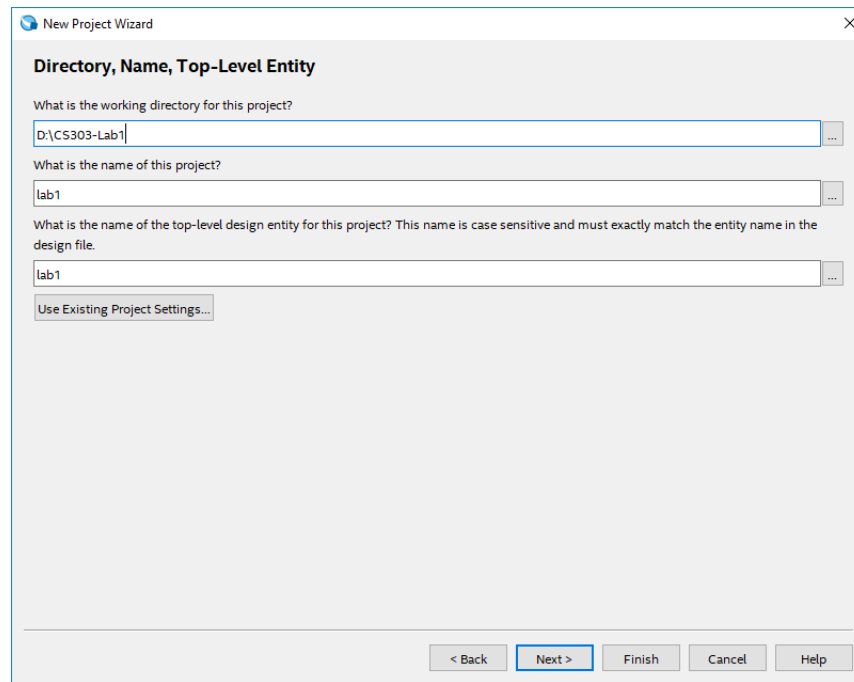 New Project Wizard
Directory, Name, Top-Level Entity
What is the working directory for this project?
D:\CS303-Lab1
...
What is the name of this project?
lab1
...
What is the name of the top-level design entity for this project? This name is case sensitive and must exactly match the entity name in the
design file.
lab1
...
Use Existing Project Settings...
< Back Next > Finish Cancel Help